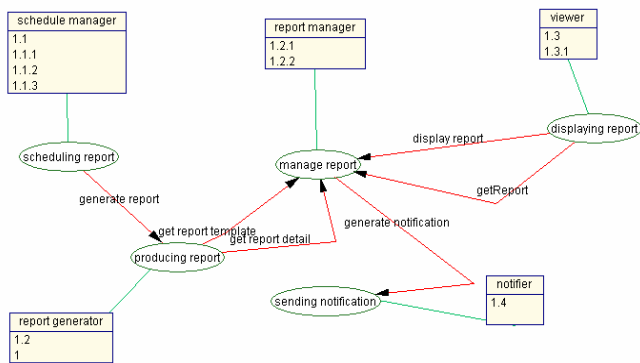 schedule manager
1.1
1.1.1
1.1.2
1.1.3
report manager
1.2.1
1.2.2
viewer
1.3
1.3.1
displaying report
scheduling report
manage report
display report
getReport
generate report
get report template
get report detail
generate notification
producing report
sending notification
notifier
1.4
report generator
1.2
1